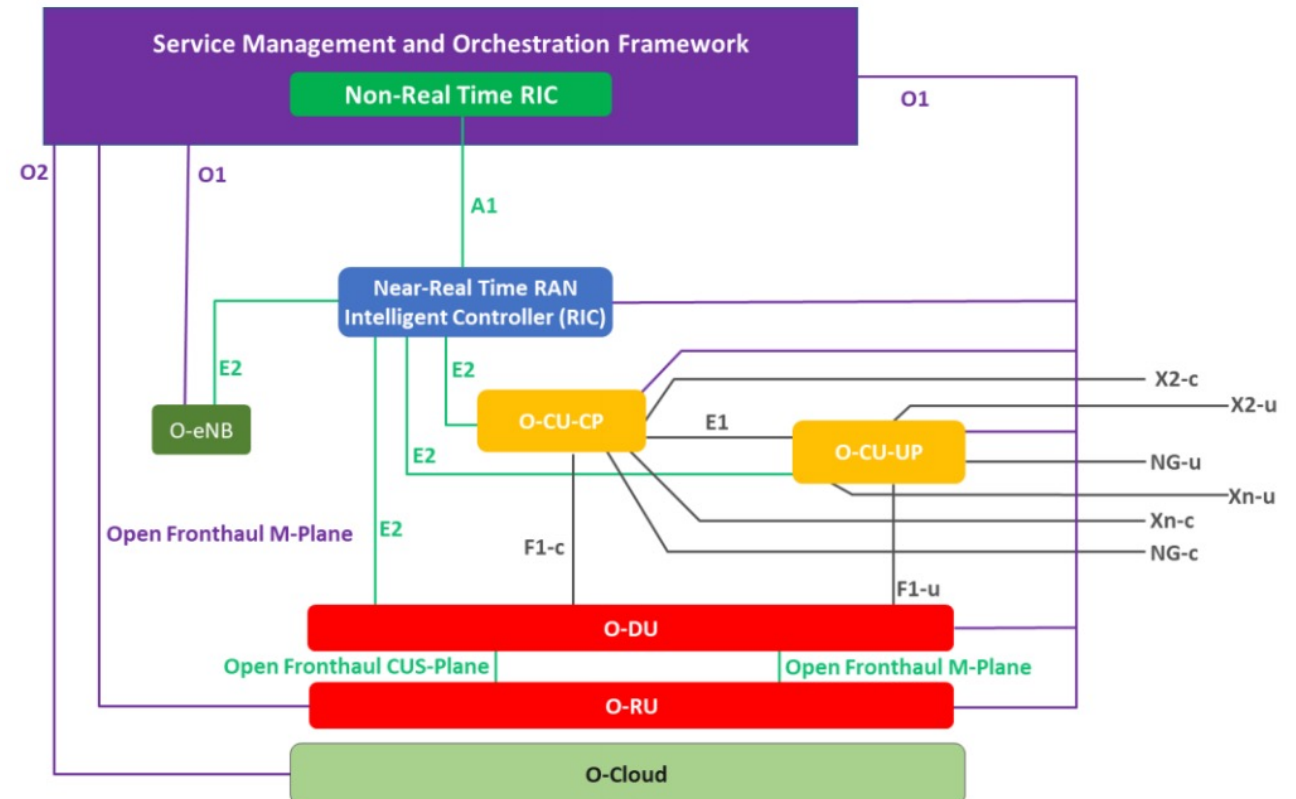 Service Management and Orchestration Framework
Non-Real Time RIC
O1
O2
O1
A1
Near-Real Time RAN
Intelligent Controller (RIC)
E2
E2
X2-c
X2-u
O-eNB
O-CU-CP
E1
O-CU-UP
E2
NG-u
Xn-u
Open Fronthaul M-Plane
E2
Xn-c
F1-c
NG-c
F1-u
O-DU
Open Fronthaul CUS-Plane
Open Fronthaul M-Plane
O-RU
O-Cloud